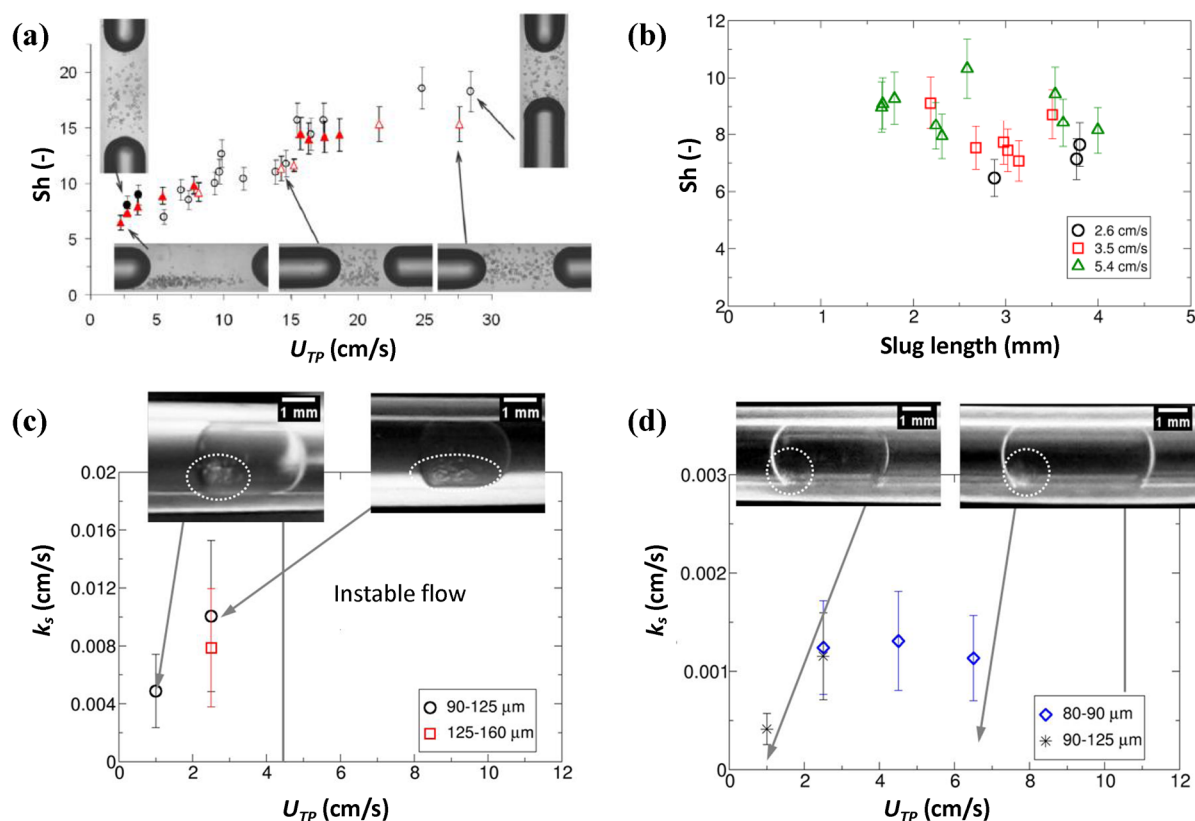 (a)
Sh (-)
20
15
10
5
0
0 5 10 15 20 25 30
U_TP (cm/s)
(b)
Sh (-)
12
10
8
6
4
2
0 1 2 3 4 5
2.6 cm/s
3.5 cm/s
5.4 cm/s
Slug length (mm)
(c)
1 mm
1 mm
k_s (cm/s)
0.02
0.016
0.012
0.008
0.004
0
Instable flow
90-125 μm
125-160 μm
0 2 4 6 8 10 12
U_TP (cm/s)
(d)
1 mm
1 mm
k_s (cm/s)
0.003
0.002
0.001
0
80-90 μm
90-125 μm
0 2 4 6 8 10 12
U_TP (cm/s)